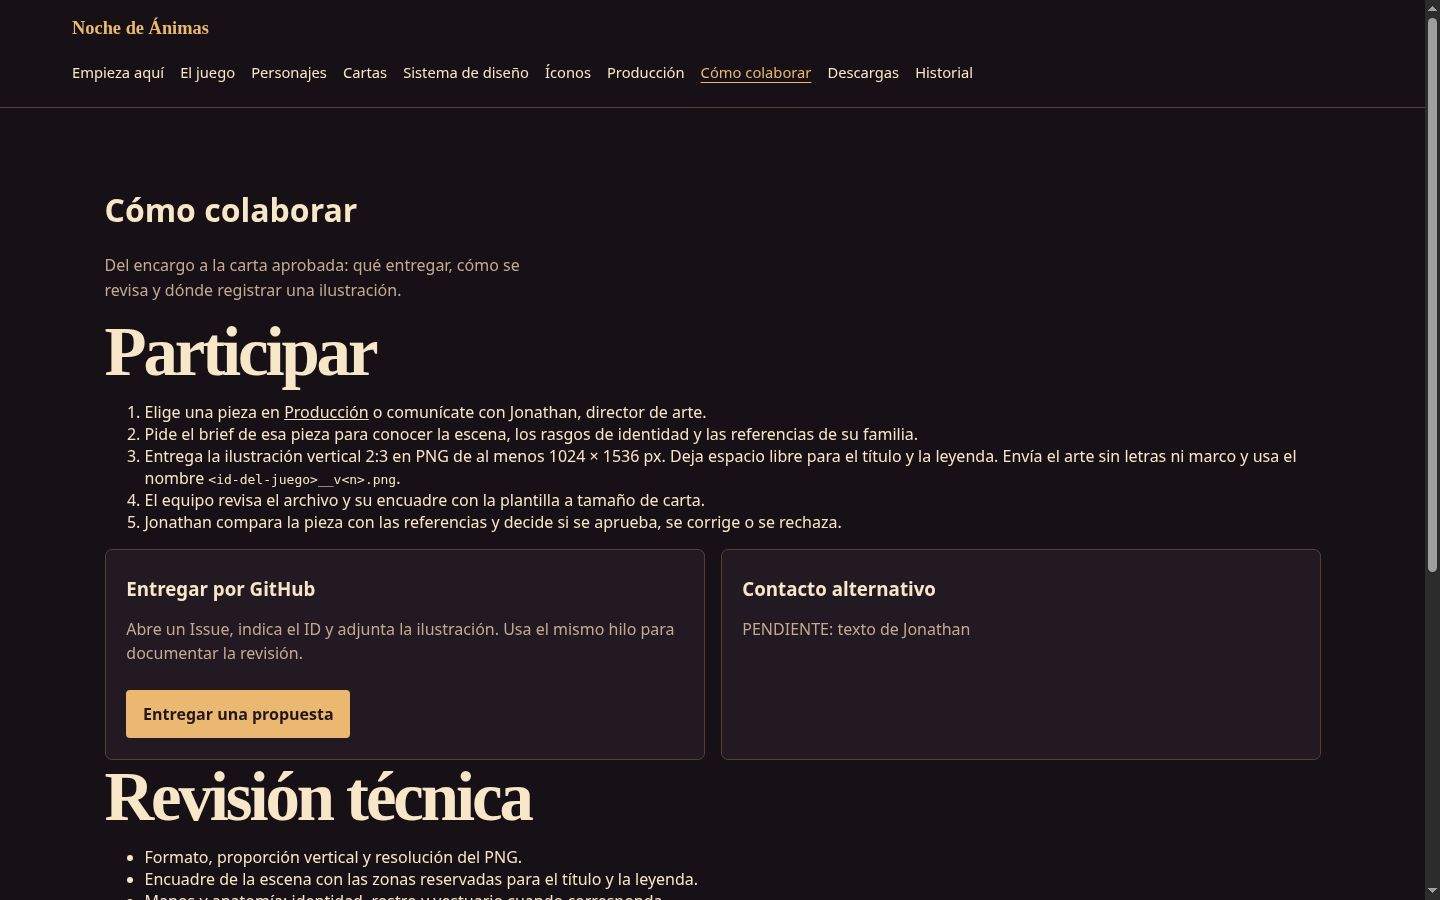 Noche de Ánimas
Empieza aquí El juego Personajes Cartas Sistema de diseño Íconos Producción Cómo colaborar Descargas Historial
Cómo colaborar
Del encargo a la carta aprobada: qué entregar, cómo se
revisa y dónde registrar una ilustración.
Participar
1. Elige una pieza en Producción o comunícate con Jonathan, director de arte.
2. Pide el brief de esa pieza para conocer la escena, los rasgos de identidad y las referencias de su familia.
3. Entrega la ilustración vertical 2:3 en PNG de al menos 1024 × 1536 px. Deja espacio libre para el título y la leyenda. Envía el arte sin letras ni marco y usa el
nombre <id-del-juego>__v<n>.png.
4. El equipo revisa el archivo y su encuadre con la plantilla a tamaño de carta.
5. Jonathan compara la pieza con las referencias y decide si se aprueba, se corrige o se rechaza.
Entregar por GitHub
Abre un Issue, indica el ID y adjunta la ilustración. Usa el mismo hilo para
documentar la revisión.
Entregar una propuesta
Contacto alternativo
PENDIENTE: texto de Jonathan
Revisión técnica
• Formato, proporción vertical y resolución del PNG.
• Encuadre de la escena con las zonas reservadas para el título y la leyenda.
• Manos y anatomía; identidad, rostro y vestuario cuando corresponda.